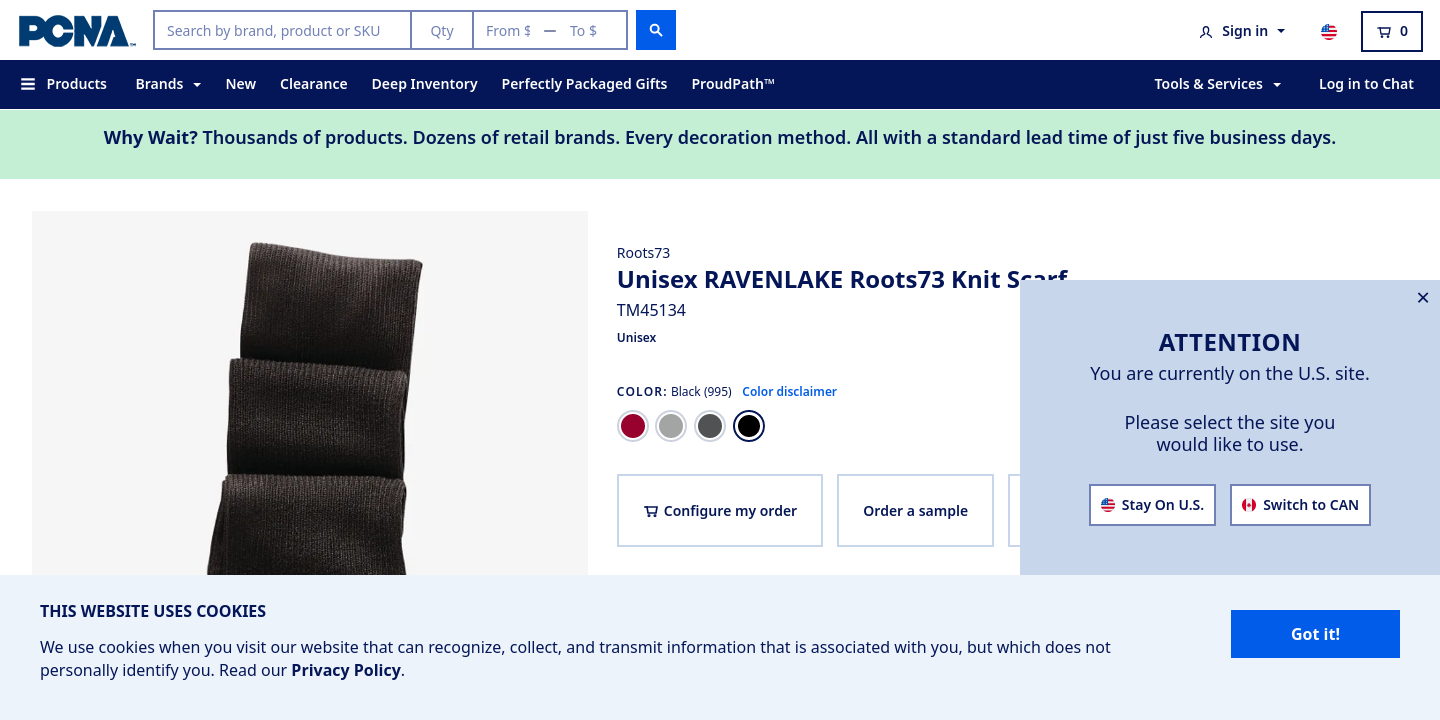 PCNA™
Search by brand, product or SKU
Qty
From $ — To $
Sign in
0
Products
Brands
New
Clearance
Deep Inventory
Perfectly Packaged Gifts
ProudPath™
Tools & Services
Log in to Chat
Why Wait? Thousands of products. Dozens of retail brands. Every decoration method. All with a standard lead time of just five business days.
Roots73
Unisex RAVENLAKE Roots73 Knit Scarf
TM45134
Unisex
COLOR: Black (995) Color disclaimer
Configure my order
Order a sample
ATTENTION
You are currently on the U.S. site.
Please select the site you
would like to use.
Stay On U.S.
Switch to CAN
THIS WEBSITE USES COOKIES
We use cookies when you visit our website that can recognize, collect, and transmit information that is associated with you, but which does not
personally identify you. Read our Privacy Policy.
Got it!